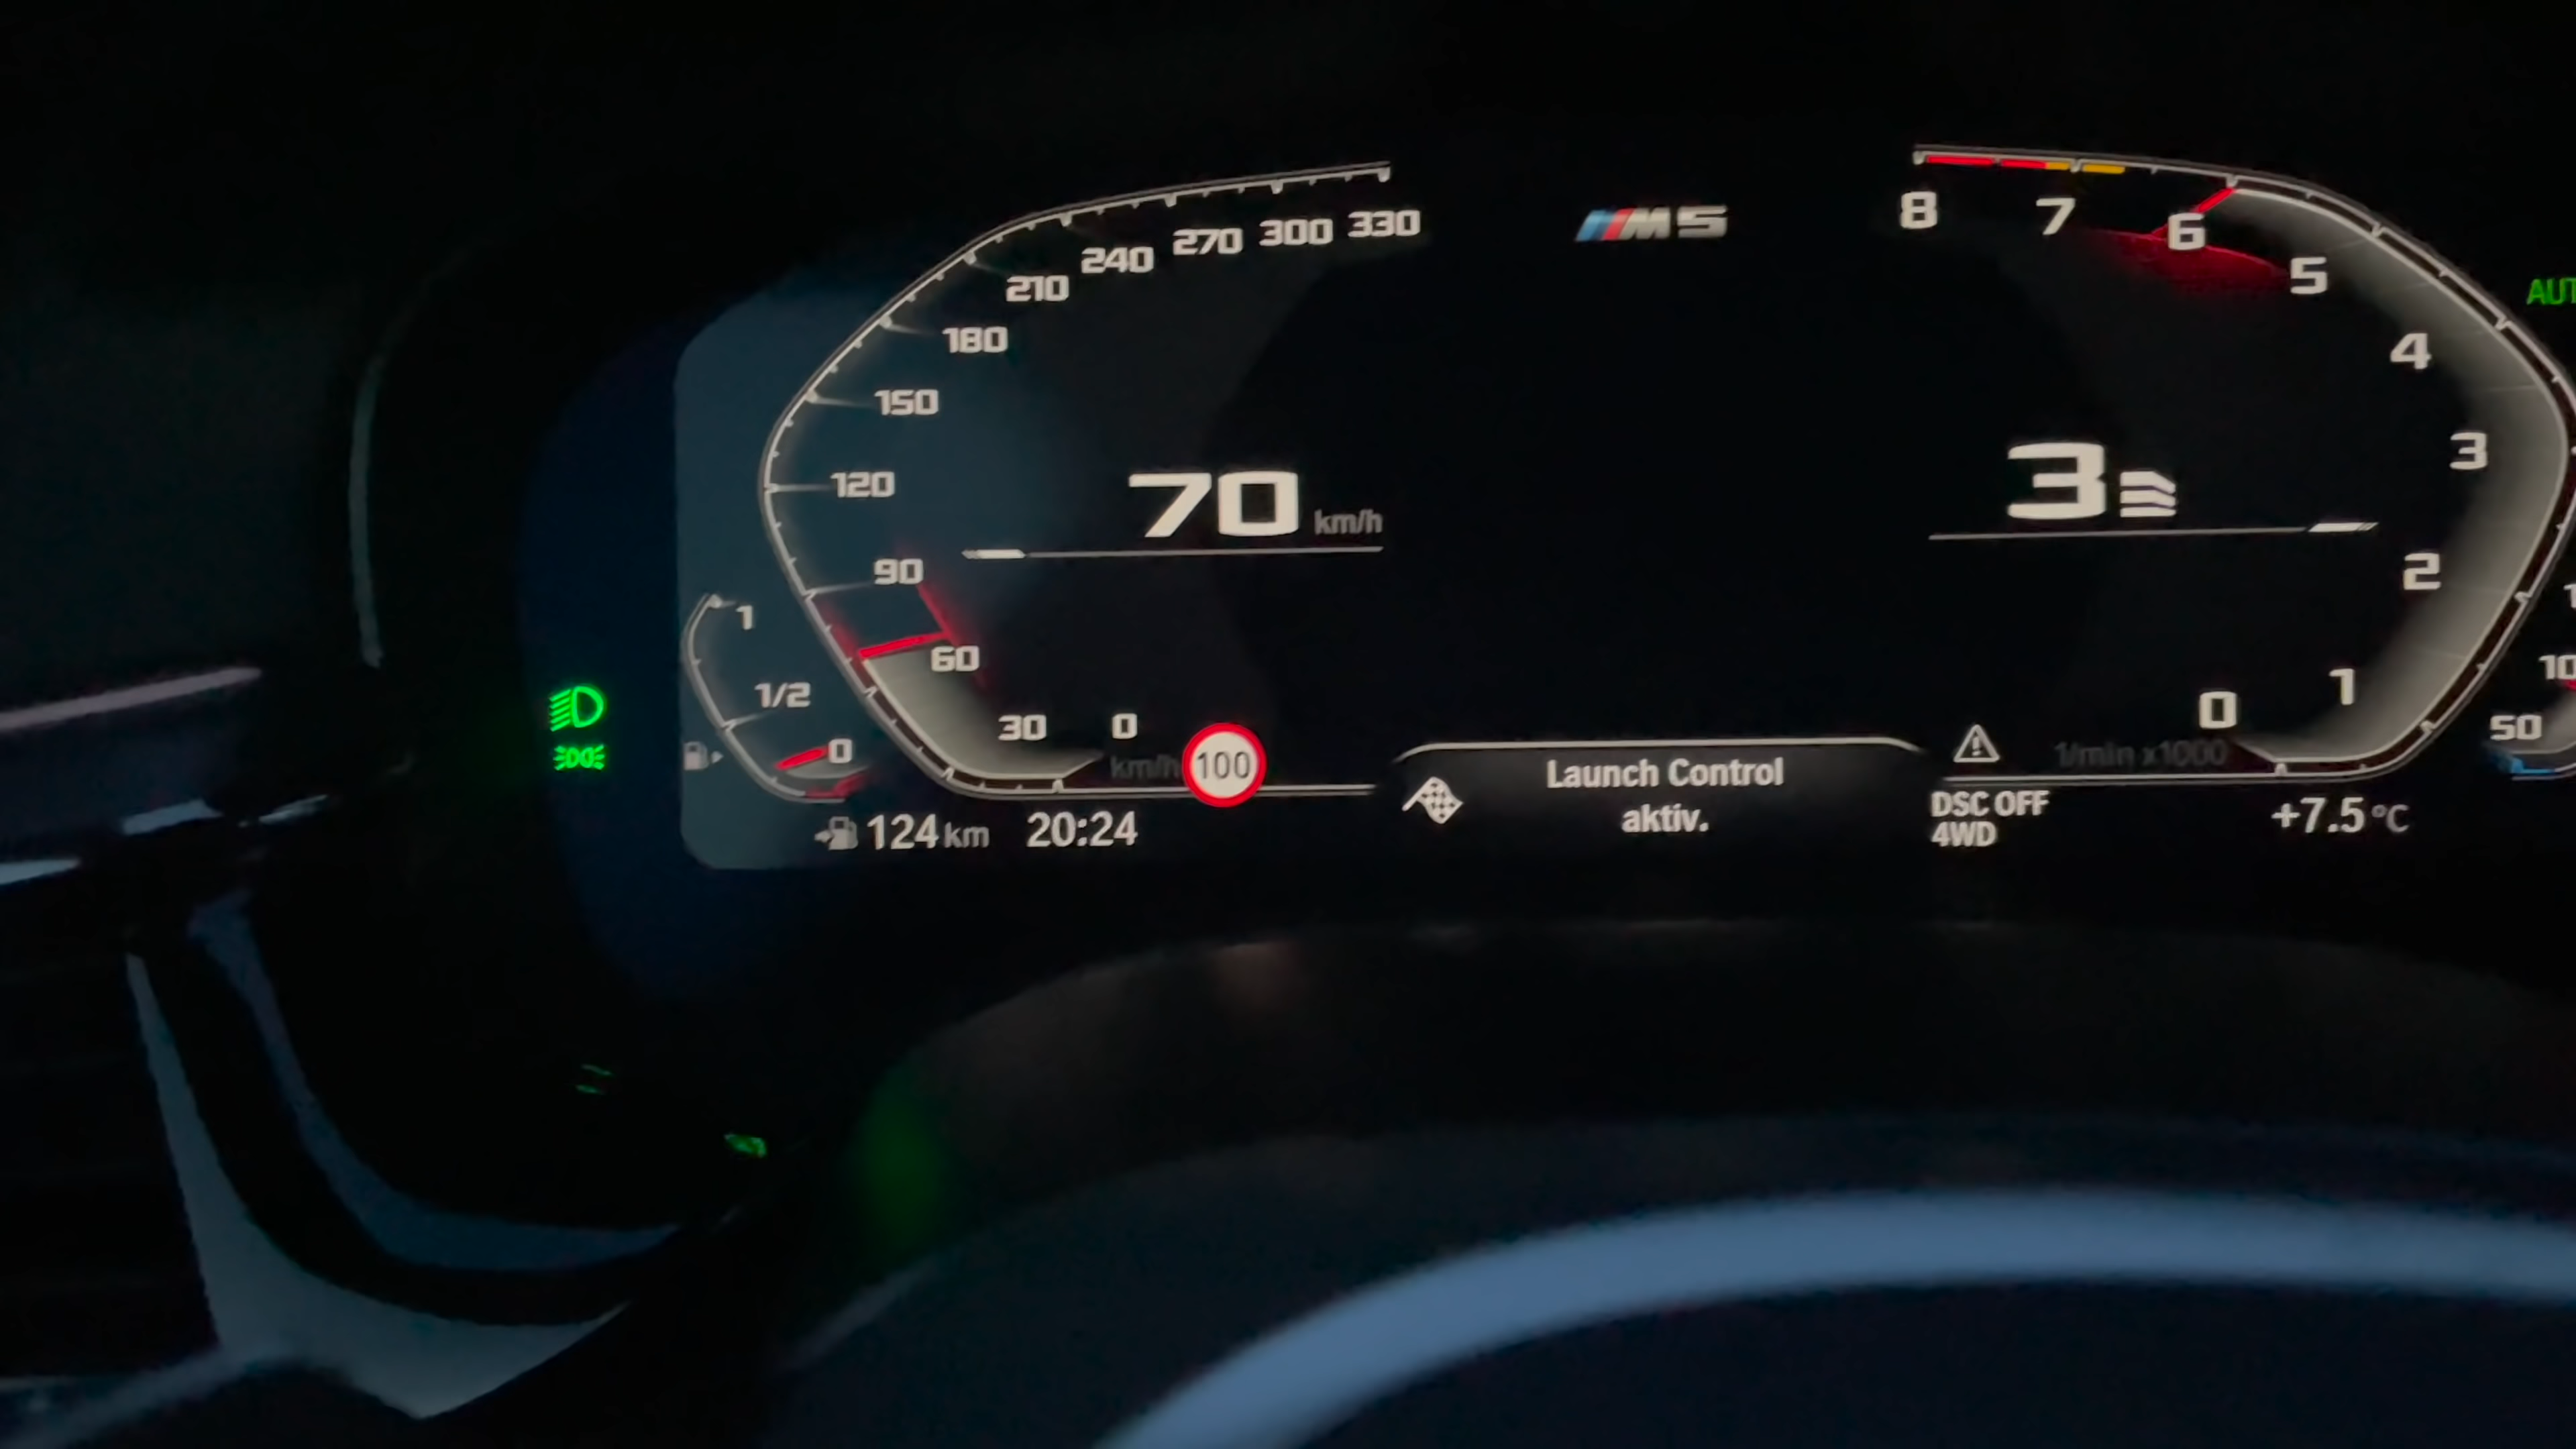 M5
330
300
270
240
210
180
150
120
90
60
30
0
km/h
70 km/h
8
7
6
5
4
3
2
1
0
1/min x1000
3
AUT
1
1/2
0
100
Launch Control
aktiv.
DSC OFF
4WD
124 km
20:24
+7.5 °C
50